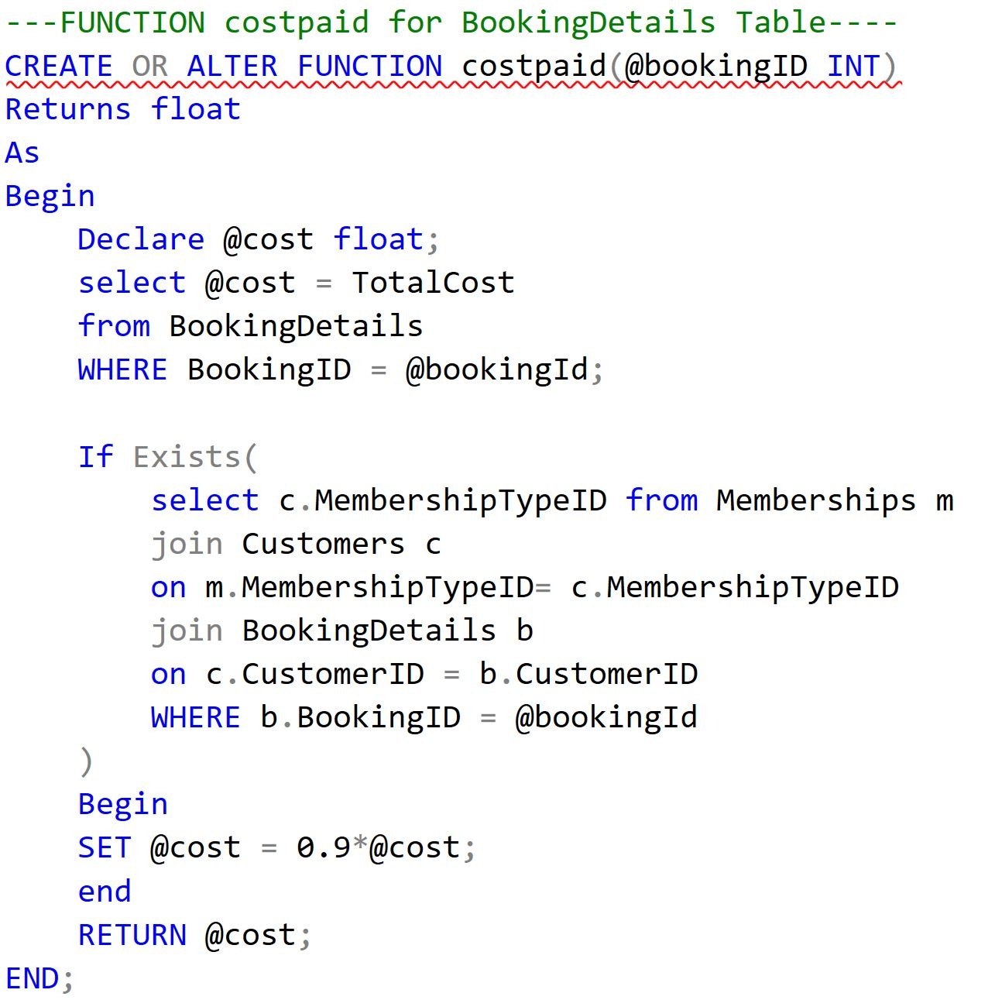 ---FUNCTION costpaid for BookingDetails Table----
CREATE OR ALTER FUNCTION costpaid(@bookingID INT)
Returns float
As
Begin
    Declare @cost float;
    select @cost = TotalCost
    from BookingDetails
    WHERE BookingID = @bookingId;

    If Exists(
        select c.MembershipTypeID from Memberships m
        join Customers c
        on m.MembershipTypeID= c.MembershipTypeID
        join BookingDetails b
        on c.CustomerID = b.CustomerID
        WHERE b.BookingID = @bookingId
    )
    Begin
    SET @cost = 0.9*@cost;
    end
    RETURN @cost;
END;